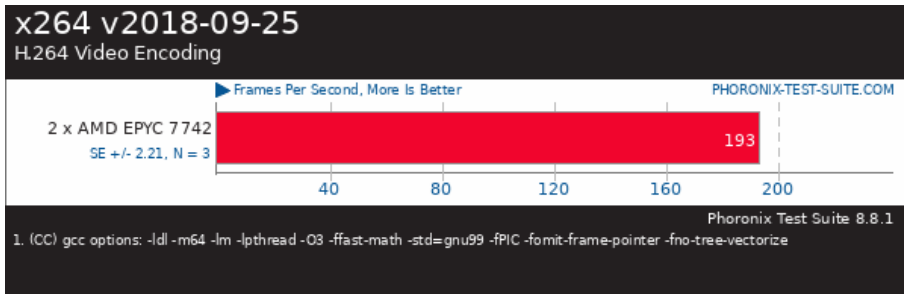 x264 v2018-09-25
H.264 Video Encoding
Frames Per Second, More Is Better PHORONIX-TEST-SUITE.COM
2 x AMD EPYC 7742
193
SE +/- 2.21, N = 3
40 80 120 160 200
Phoronix Test Suite 8.8.1
1. (CC) gcc options: -ldl -m64 -lm -lpthread -O3 -ffast-math -std=gnu99 -fPIC -fomit-frame-pointer -fno-tree-vectorize